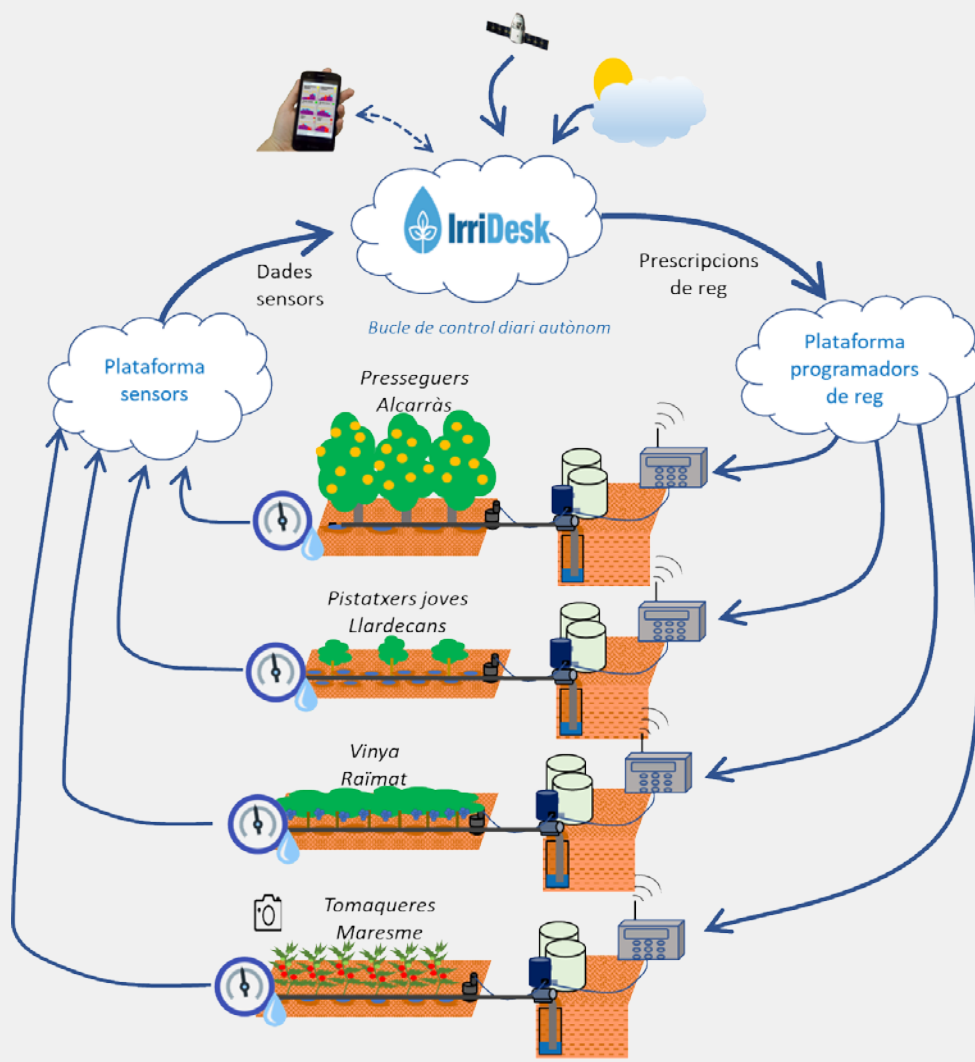 IrriDesk
Dades
sensors
Prescripcions
de reg
Bucle de control diari autònom
Plataforma
sensors
Plataforma
programadors
de reg
Presseguers
Alcarràs
Pistatxers joves
Llardecans
Vinya
Raïmat
Tomaqueres
Maresme